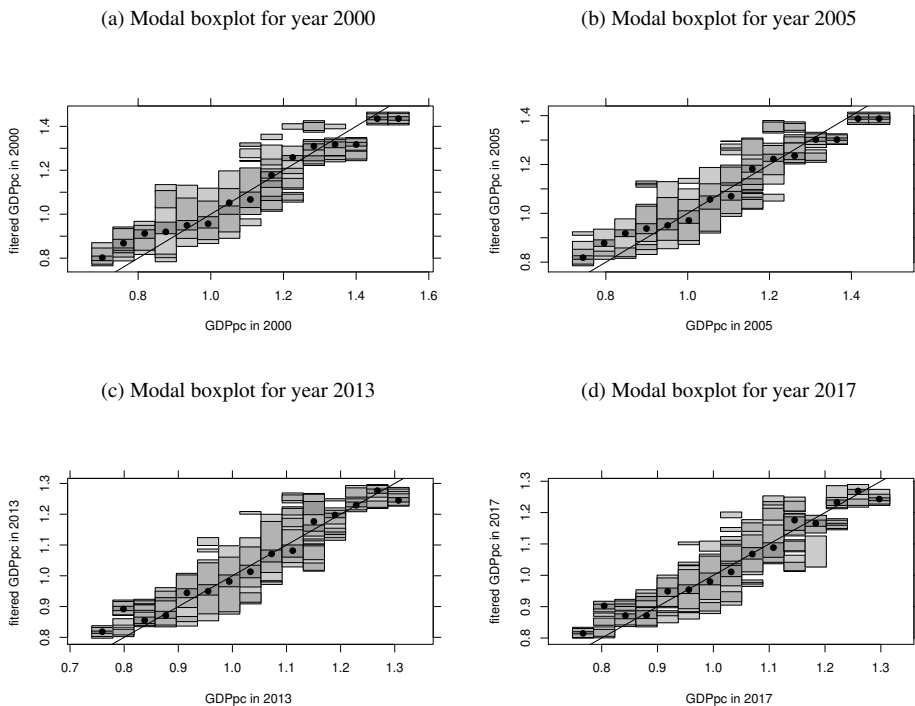 (a) Modal boxplot for year 2000
(b) Modal boxplot for year 2005
fitered GDPpc in 2000
0.8 1.0 1.2 1.4
0.8 1.0 1.2 1.4 1.6
GDPpc in 2000
fitered GDPpc in 2005
0.8 1.0 1.2 1.4
0.8 1.0 1.2 1.4
GDPpc in 2005
(c) Modal boxplot for year 2013
(d) Modal boxplot for year 2017
fitered GDPpc in 2013
0.8 0.9 1.0 1.1 1.2 1.3
0.7 0.8 0.9 1.0 1.1 1.2 1.3
GDPpc in 2013
fitered GDPpc in 2017
0.8 0.9 1.0 1.1 1.2 1.3
0.8 0.9 1.0 1.1 1.2 1.3
GDPpc in 2017